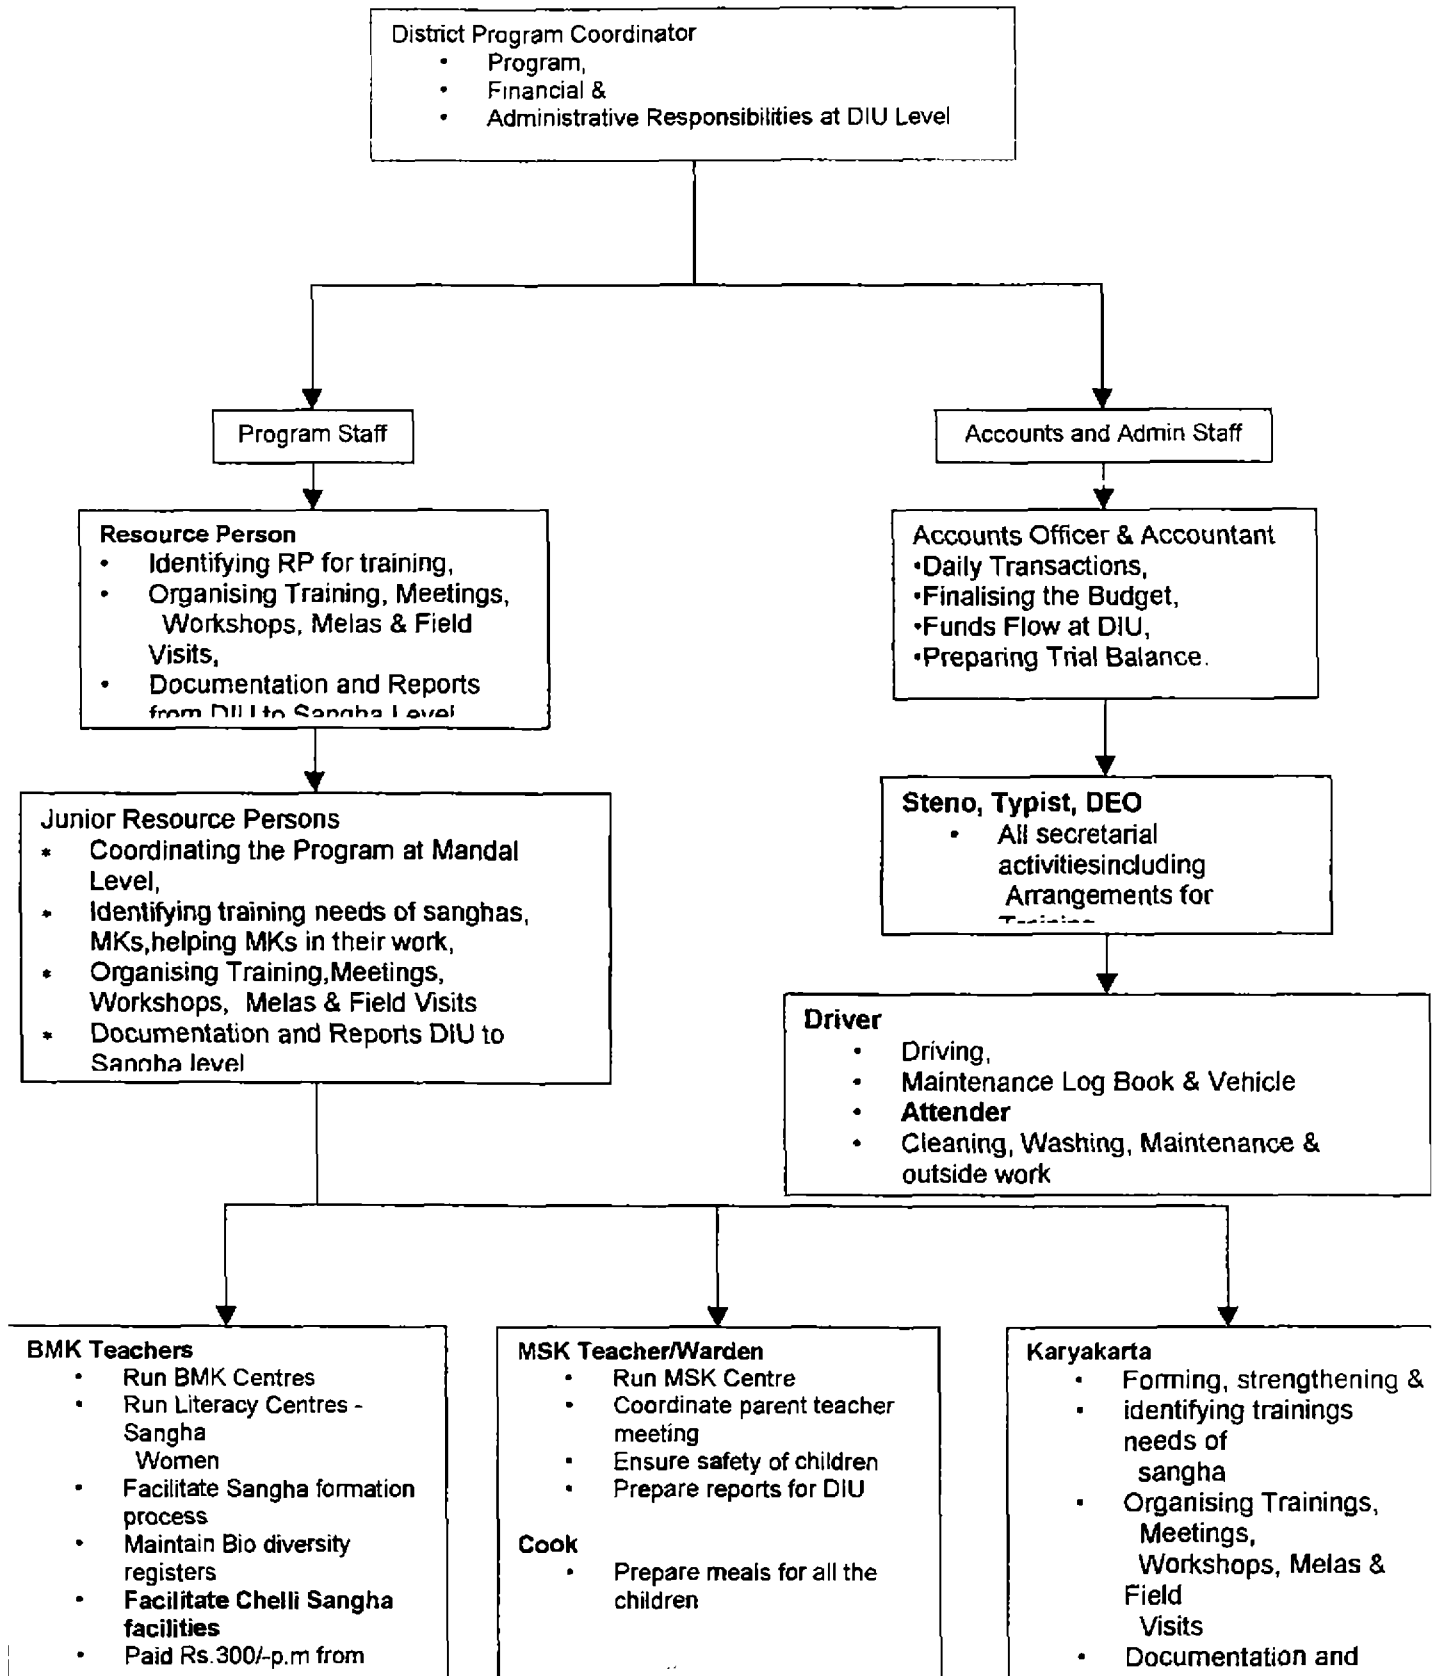 District Program Coordinator
• Program,
• Financial &
• Administrative Responsibilities at DIU Level
Program Staff
Accounts and Admin Staff
Resource Person
• Identifying RP for training,
• Organising Training, Meetings,
Workshops, Melas & Field
Visits,
• Documentation and Reports
from DIU to Sangha Level
Accounts Officer & Accountant
•Daily Transactions,
•Finalising the Budget,
•Funds Flow at DIU,
•Preparing Trial Balance.
Junior Resource Persons
* Coordinating the Program at Mandal
Level,
* Identifying training needs of sanghas,
MKs,helping MKs in their work,
* Organising Training,Meetings,
Workshops, Melas & Field Visits
* Documentation and Reports DIU to
Sangha level
Steno, Typist, DEO
• All secretarial
activitiesincluding
Arrangements for
Training
Driver
• Driving,
• Maintenance Log Book & Vehicle
• Attender
• Cleaning, Washing, Maintenance &
outside work
BMK Teachers
• Run BMK Centres
• Run Literacy Centres -
Sangha
Women
• Facilitate Sangha formation
process
• Maintain Bio diversity
registers
• Facilitate Chelli Sangha
facilities
• Paid Rs.300/-p.m from
MSK Teacher/Warden
• Run MSK Centre
• Coordinate parent teacher
meeting
• Ensure safety of children
• Prepare reports for DIU
Cook
• Prepare meals for all the
children
Karyakarta
• Forming, strengthening &
• identifying trainings
needs of
sangha
• Organising Trainings,
Meetings,
Workshops, Melas &
Field
Visits
• Documentation and